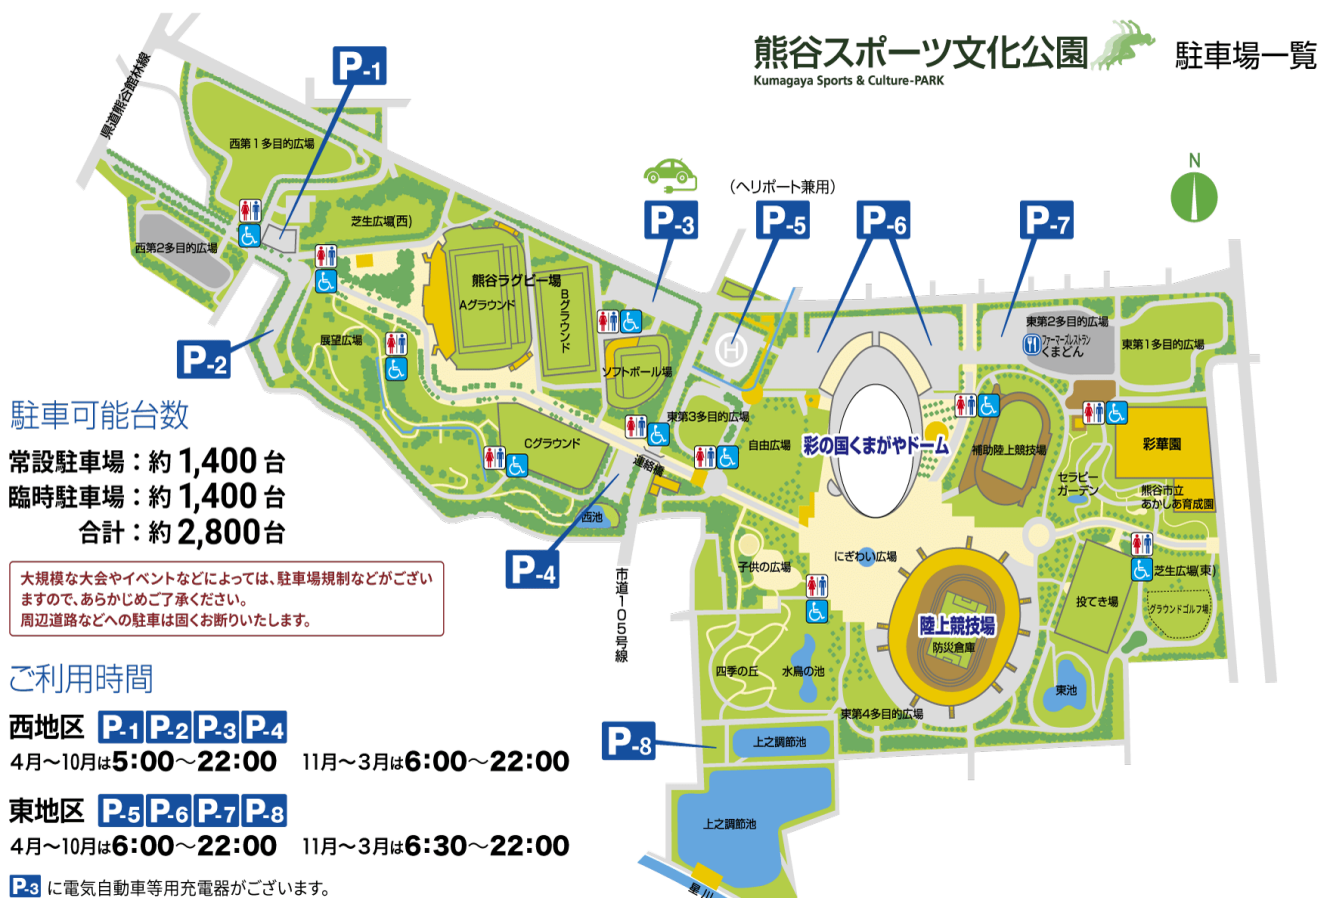 熊谷スポーツ文化公園
Kumagaya Sports & Culture-PARK
駐車場一覧
県道熊谷館林線
P-1
西第1多目的広場
(ヘリポート兼用)
N
P-3
P-5
P-6
P-7
芝生広場(西)
西第2多目的広場
熊谷ラグビー場
Aグラウンド
Bグラウンド
展望広場
P-2
ソフトボール場
H
東第2多目的広場
ファーマーズレストラン
くまどん
東第1多目的広場
東第3多目的広場
自由広場
彩の国くまがやドーム
補助陸上競技場
彩華園
Cグラウンド
連絡橋
セラピー
ガーデン
熊谷市立
あかしあ育成園
西池
P-4
市道105号線
にぎわい広場
子供の広場
芝生広場(東)
投てき場
グラウンドゴルフ場
陸上競技場
防災倉庫
四季の丘
水鳥の池
東池
東第4多目的広場
P-8
上之調節池
上之調節池
星川
駐車可能台数
常設駐車場：約1,400台
臨時駐車場：約1,400台
合計：約2,800台
大規模な大会やイベントなどによっては、駐車場規制などがござい
ますので、あらかじめご了承ください。
周辺道路などへの駐車は固くお断りいたします。
ご利用時間
西地区 P-1 P-2 P-3 P-4
4月～10月は5:00～22:00 11月～3月は6:00～22:00
東地区 P-5 P-6 P-7 P-8
4月～10月は6:00～22:00 11月～3月は6:30～22:00
P-3 に電気自動車等用充電器がございます。